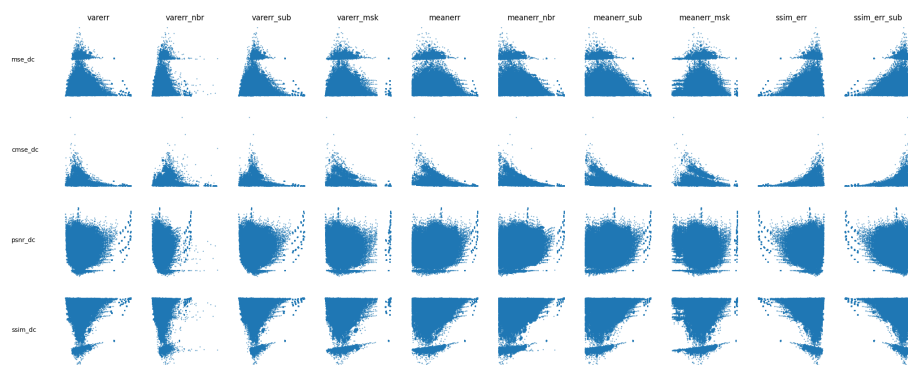 varerr varerr_nbr varerr_sub varerr_msk meanerr meanerr_nbr meanerr_sub meanerr_msk ssim_err ssim_err_sub
mse_dc
cmse_dc
psnr_dc
ssim_dc